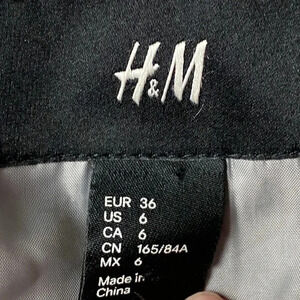 H&M
EUR 36
US 6
CA 6
CN 165/84A
MX 6
Made in
China